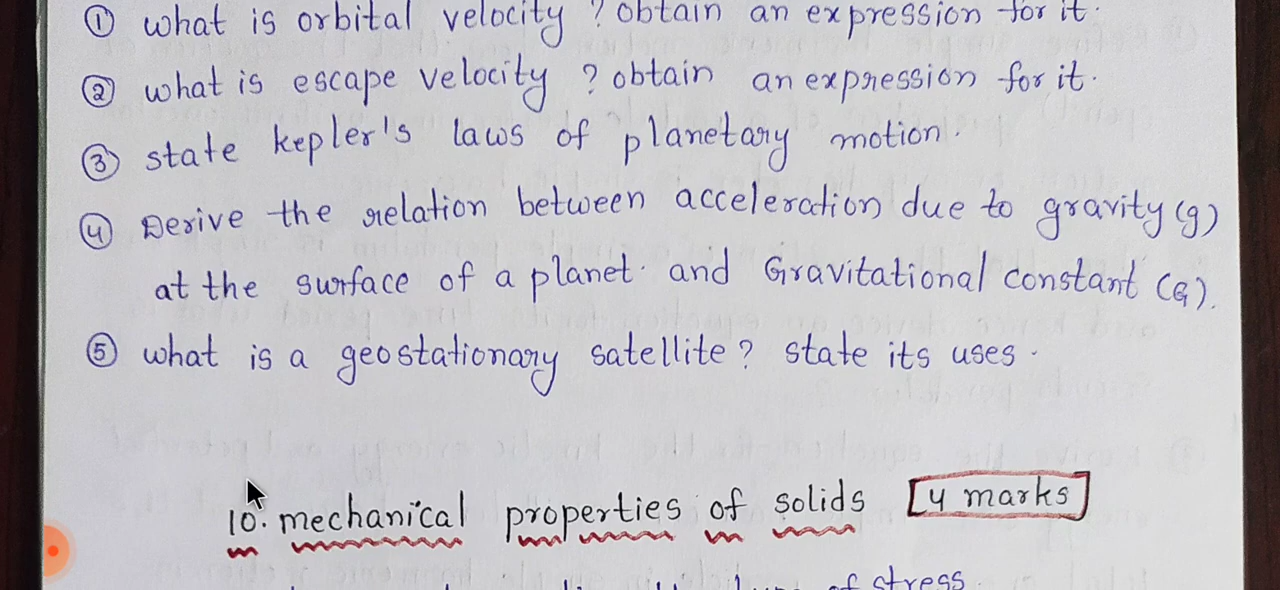 ① what is orbital velocity ? obtain an expression for it.
② what is escape velocity ? obtain an expression for it.
③ state kepler's laws of planetary motion.
④ Derive the relation between acceleration due to gravity (g)
at the surface of a planet and Gravitational constant (G).
⑤ what is a geostationary satellite? state its uses.
10. mechanical properties of solids [4 marks]
of stress